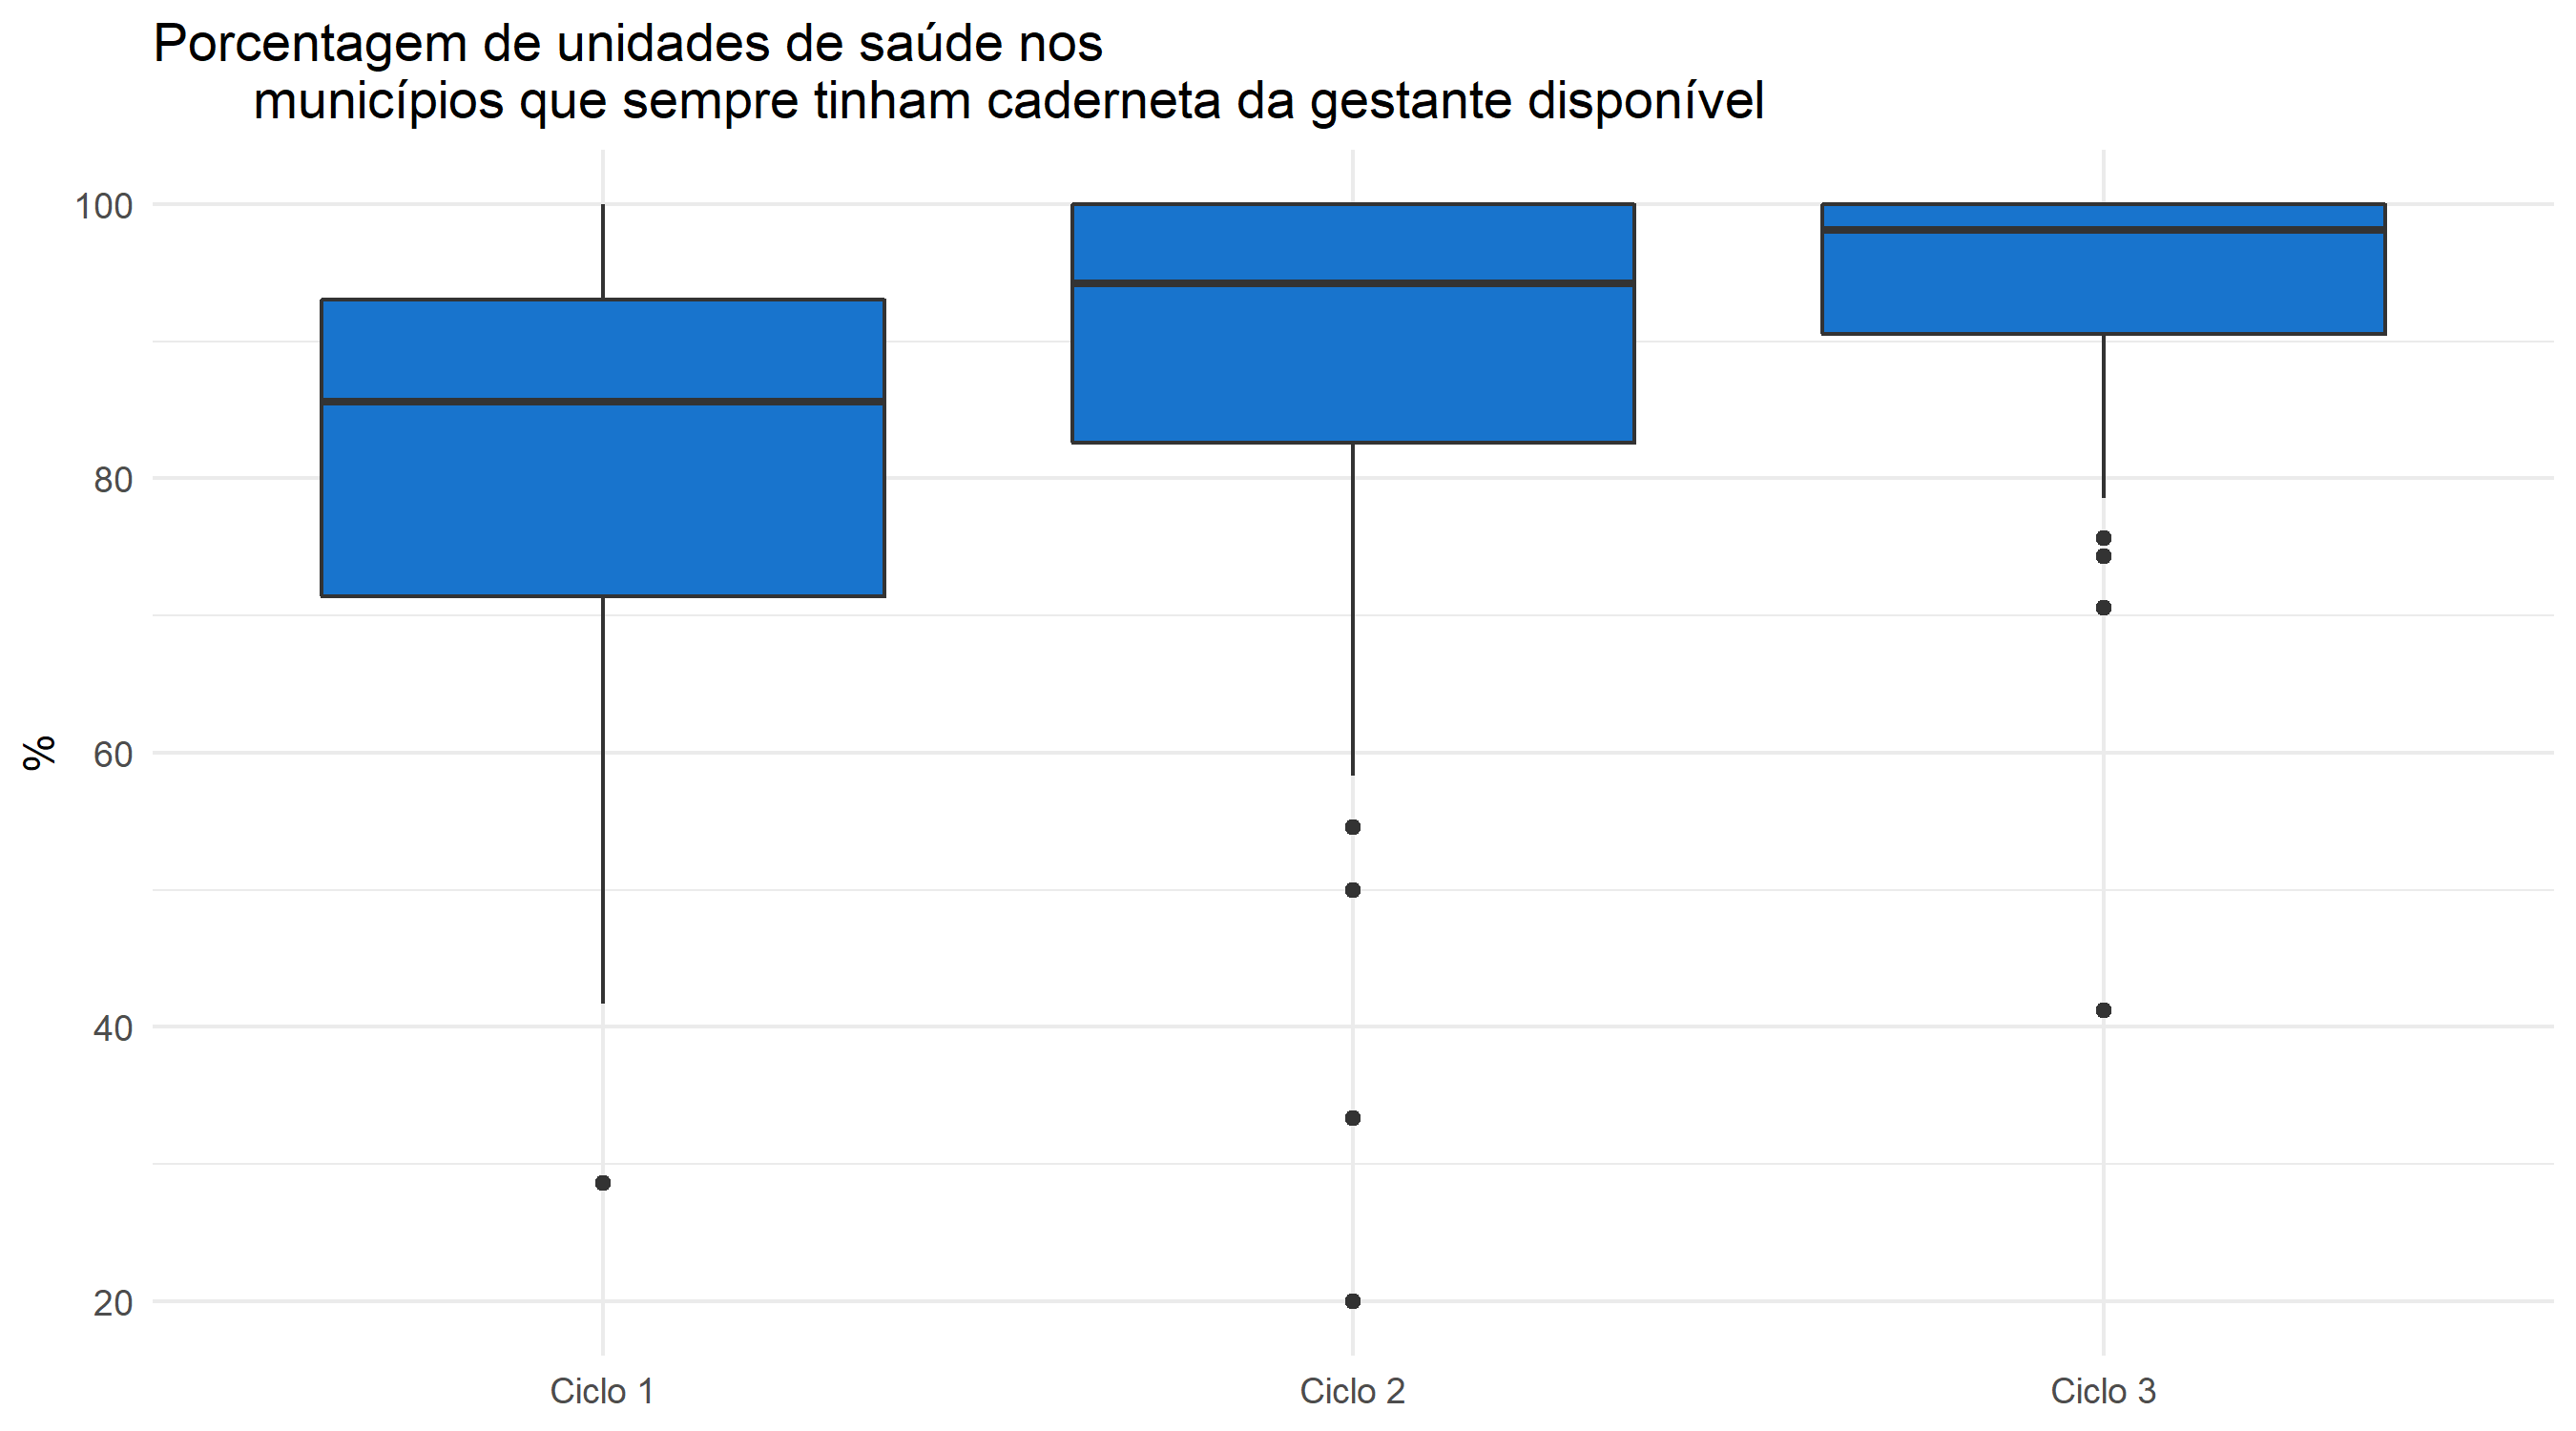 Porcentagem de unidades de saúde nos
municípios que sempre tinham caderneta da gestante disponível
100
80
60
40
20
%
Ciclo 1
Ciclo 2
Ciclo 3